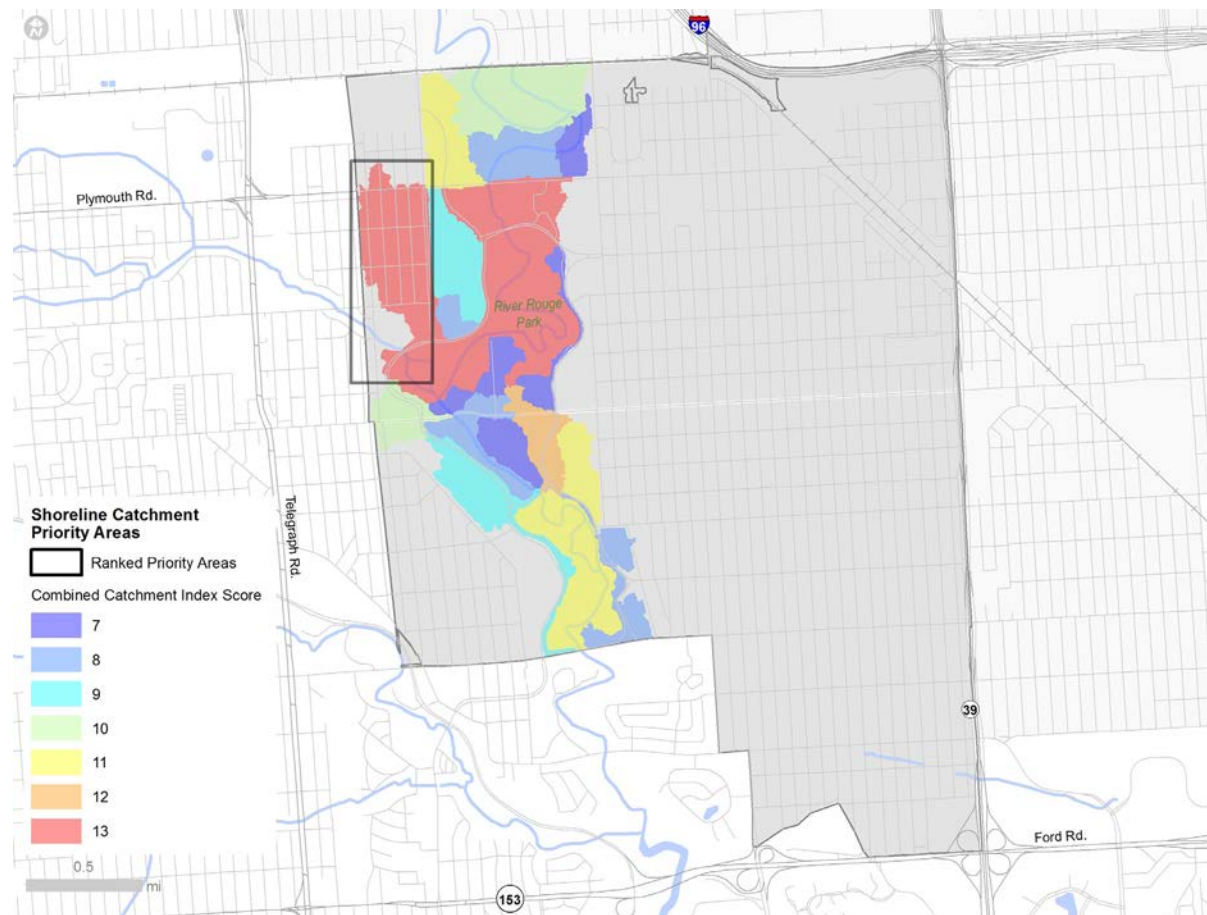 N
96
Plymouth Rd.
River Rouge
Park
Telegraph Rd.
Shoreline Catchment
Priority Areas
Ranked Priority Areas
Combined Catchment Index Score
7
8
9
10
11
12
13
0.5
mi
39
Ford Rd.
153